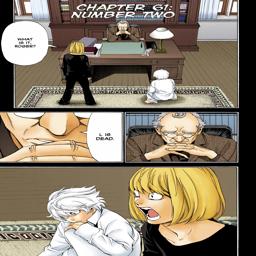 CHAPTER 61:
NUMBER TWO
WHAT
IS IT,
ROGER?
L IS
DEAD.